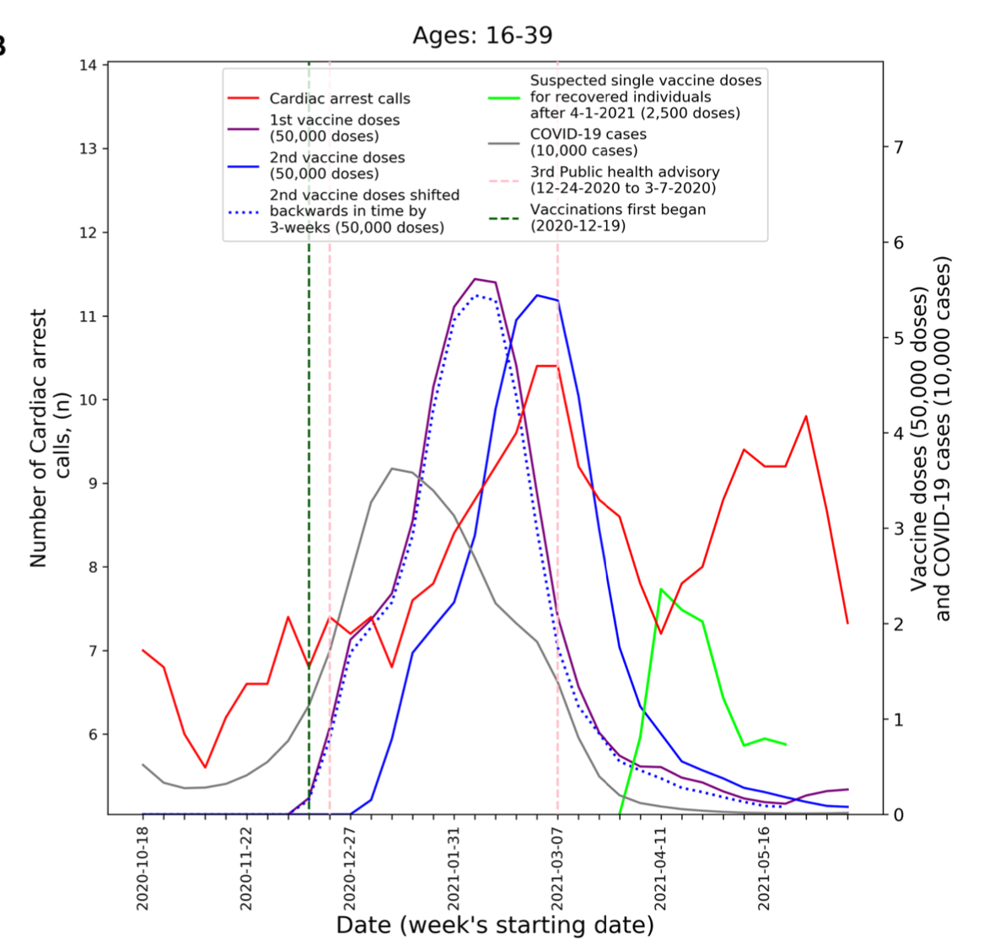 B
Ages: 16-39
Cardiac arrest calls
1st vaccine doses
(50,000 doses)
2nd vaccine doses
(50,000 doses)
2nd vaccine doses shifted
backwards in time by
3-weeks (50,000 doses)
Suspected single vaccine doses
for recovered individuals
after 4-1-2021 (2,500 doses)
COVID-19 cases
(10,000 cases)
3rd Public health advisory
(12-24-2020 to 3-7-2020)
Vaccinations first began
(2020-12-19)
Number of Cardiac arrest
calls, (n)
14
13
12
11
10
9
8
7
6
7
6
5
4
3
2
1
0
Vaccine doses (50,000 doses)
and COVID-19 cases (10,000 cases)
2020-10-18
2020-11-22
2020-12-27
2021-01-31
2021-03-07
2021-04-11
2021-05-16
Date (week's starting date)